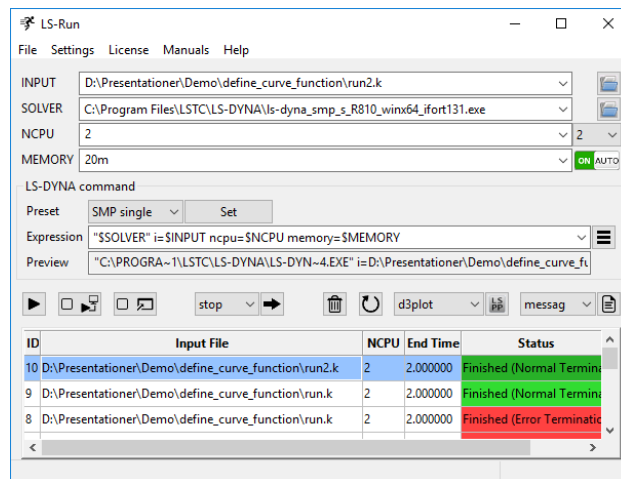 LS-Run
File Settings License Manuals Help
INPUT D:\Presentationer\Demo\define_curve_function\run2.k
SOLVER C:\Program Files\LSTC\LS-DYNA\ls-dyna_smp_s_R810_winx64_ifort131.exe
NCPU 2 2
MEMORY 20m ON AUTO
LS-DYNA command
Preset SMP single Set
Expression "$SOLVER" i=$INPUT ncpu=$NCPU memory=$MEMORY
Preview "C:\PROGRA~1\LSTC\LS-DYNA\LS-DYN~4.EXE" i=D:\Presentationer\Demo\define_curve_fu
stop d3plot LS PP messag
ID Input File NCPU End Time Status
10 D:\Presentationer\Demo\define_curve_function\run2.k 2 2.000000 Finished (Normal Termina
9 D:\Presentationer\Demo\define_curve_function\run.k 2 2.000000 Finished (Normal Termina
8 D:\Presentationer\Demo\define_curve_function\run.k 2 2.000000 Finished (Error Terminatic